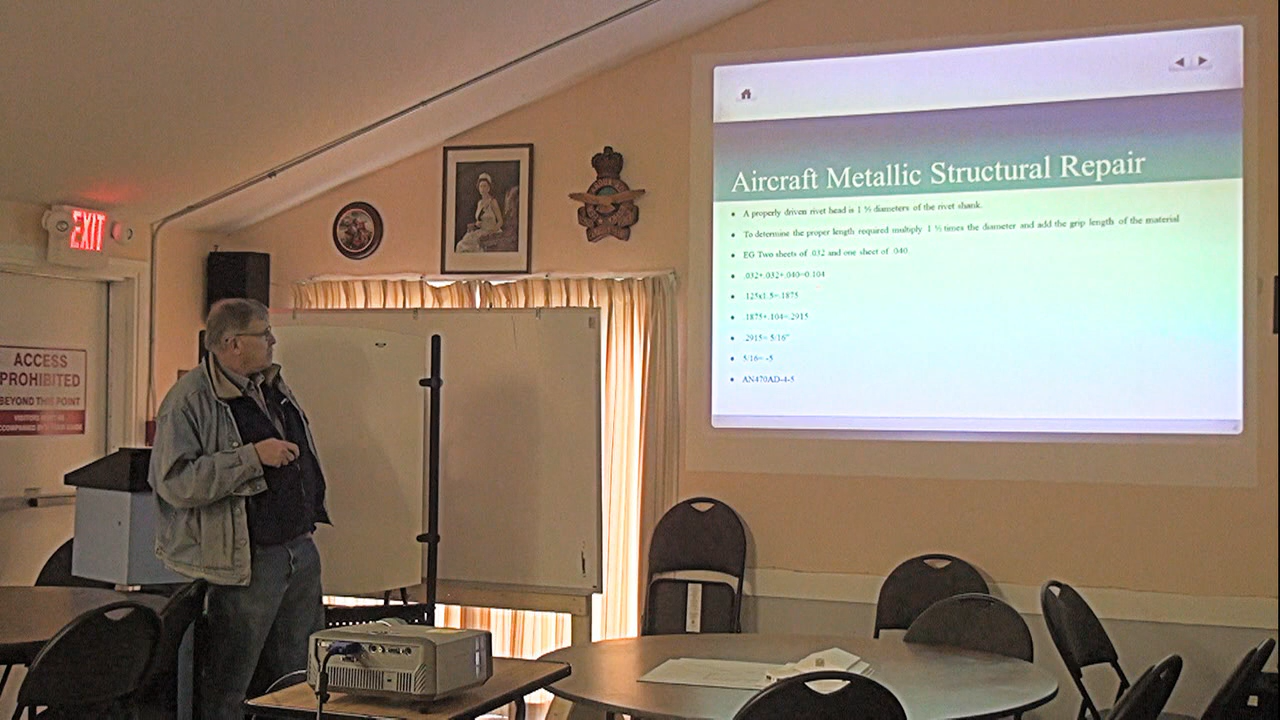 EXIT
ACCESS
PROHIBITED
BEYOND THIS POINT
Aircraft Metallic Structural Repair
A properly driven rivet head is 1 ½ diameters of the rivet shank.
To determine the proper length required multiply 1 ½ times the diameter and add the grip length of the material
EG Two sheets of .032 and one sheet of .040
.032+.032+.040=0.104
.125x1.5=.1875
.1875+.104=.2915
.2915= 5/16"
5/16= -5
AN470AD-4-5